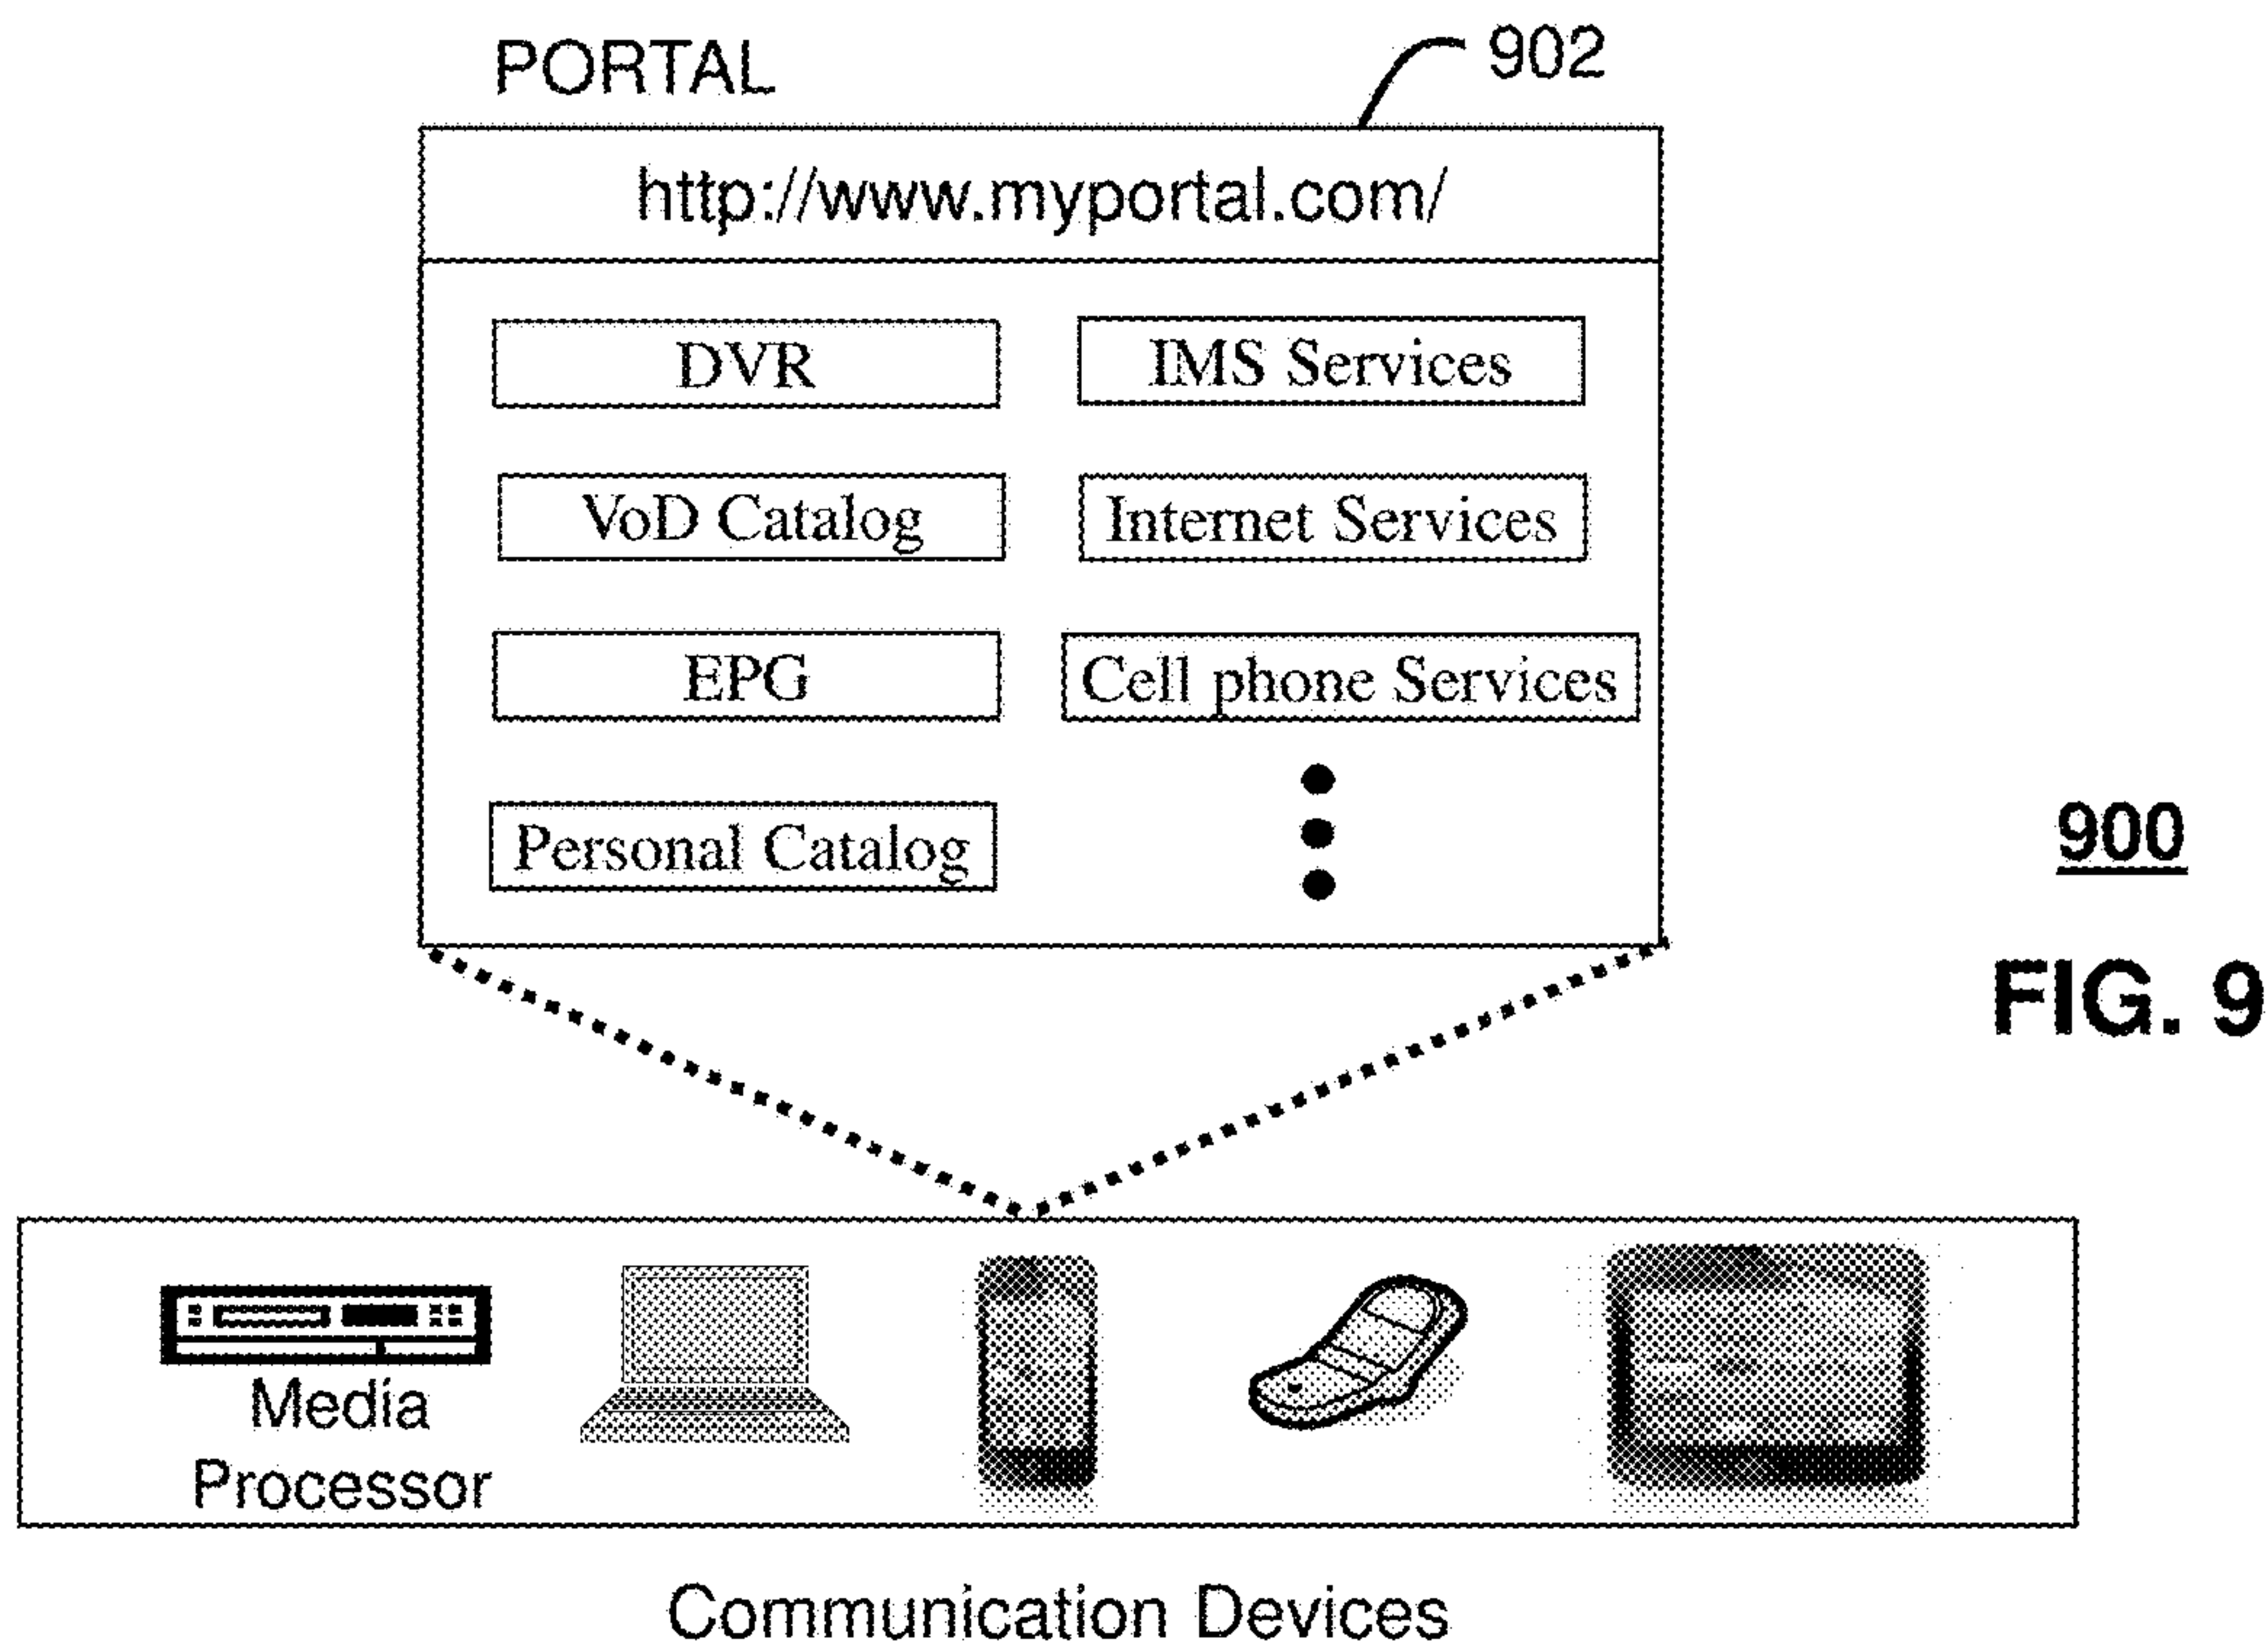 PORTAL
902
http://www.myportal.com/
DVR
IMS Services
VoD Catalog
Internet Services
EPG
Cell phone Services
Personal Catalog
900
FIG. 9
Media
Processor
Communication Devices